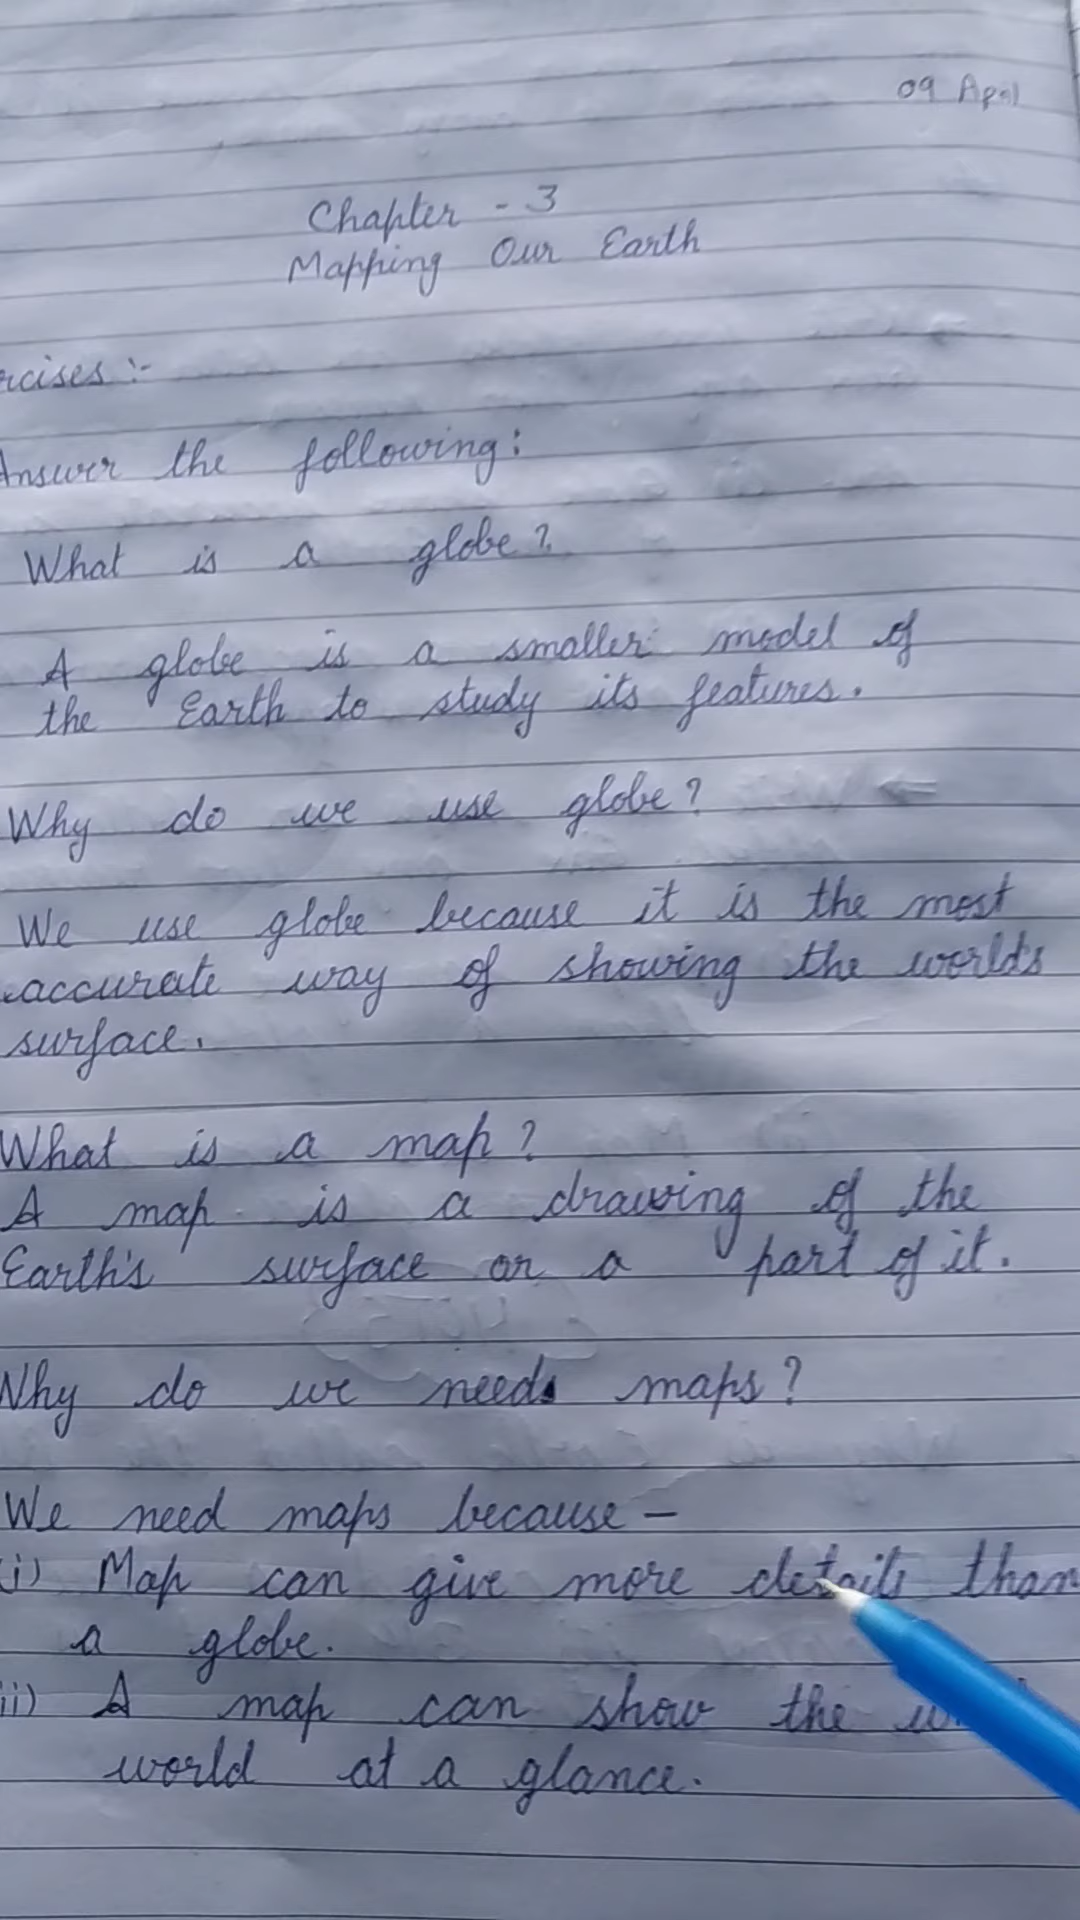 09 Apal
Chapter - 3
Mapping Our Earth
rcises :-
Answer the following:
What is a globe?
A globe is a smaller model of
the Earth to study its features.
Why do we use globe?
We use globe because it is the most
accurate way of showing the worlds
surface.
What is a map?
A map is a drawing of the
Earth's surface or a part of it.
Why do we needs maps?
We need maps because -
(i) Map can give more details than
a globe.
ii) A map can show the
world at a glance.